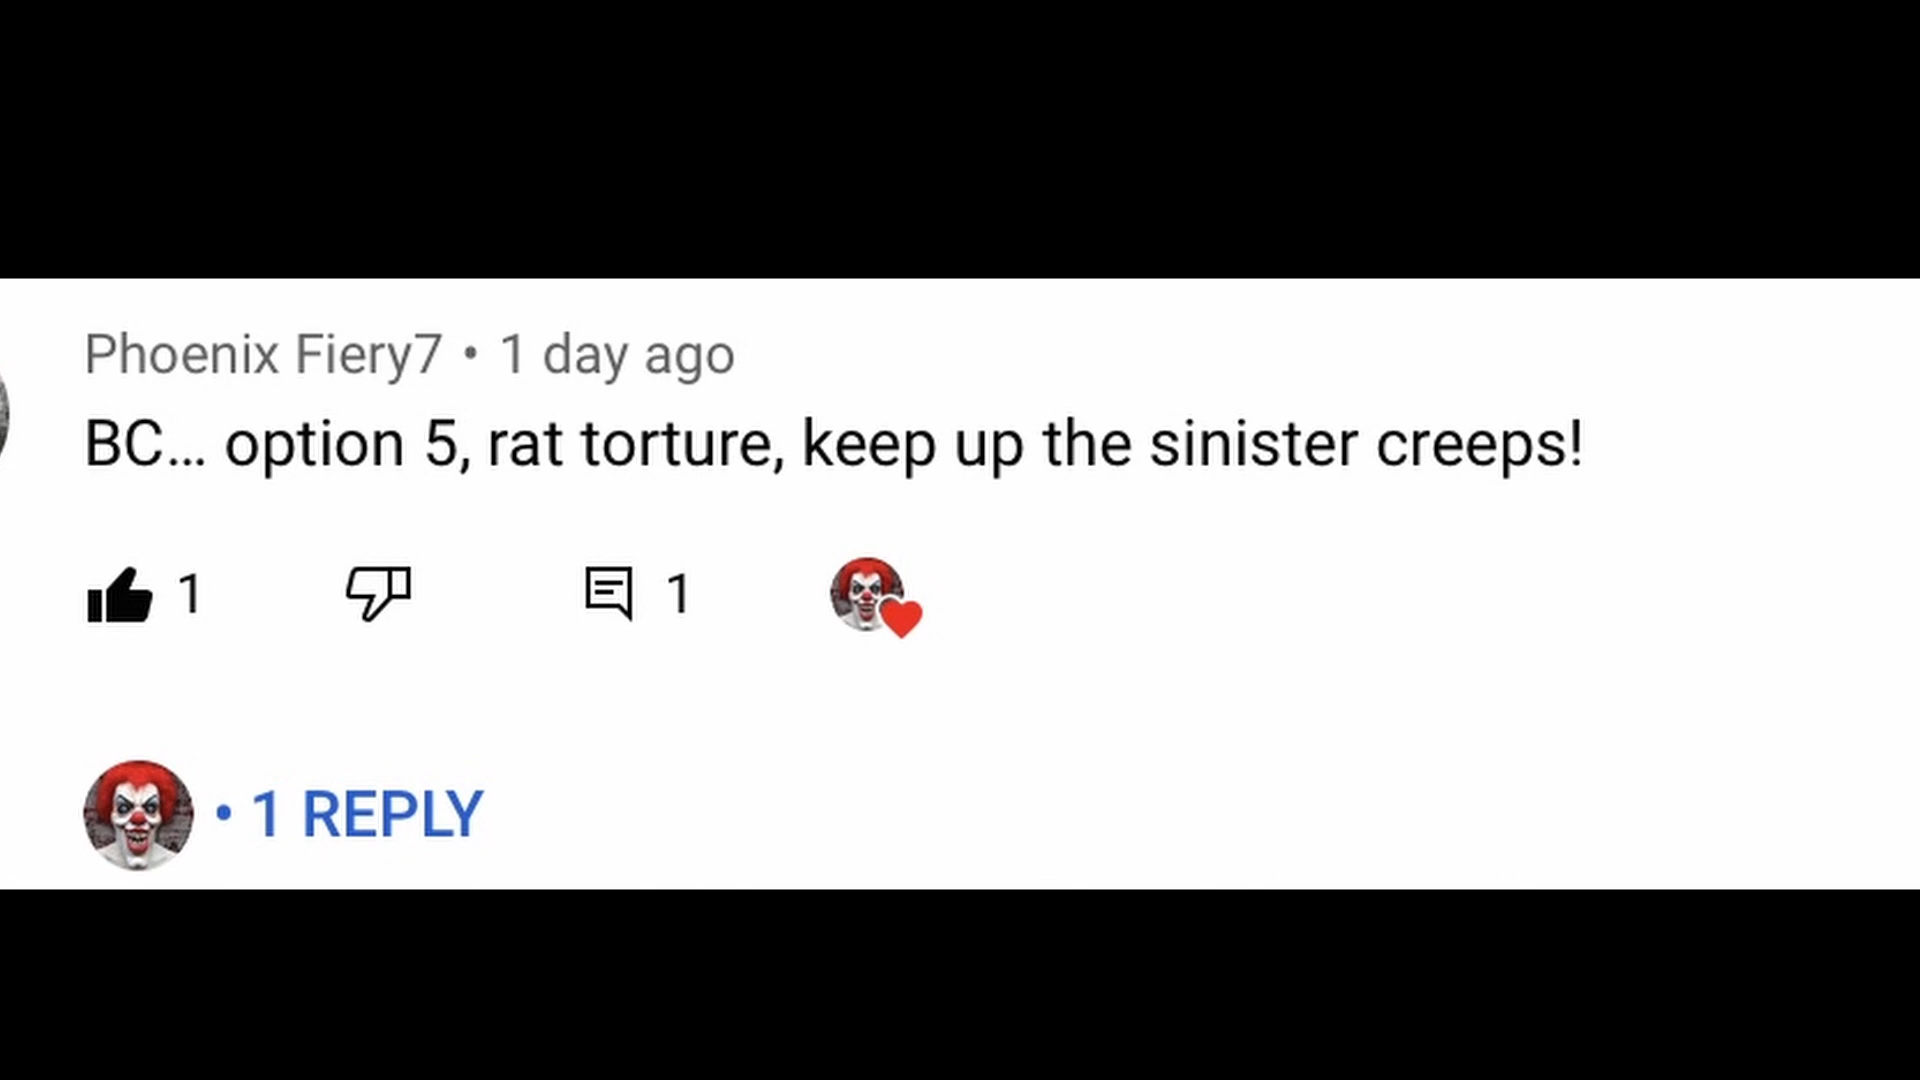 Phoenix Fiery7 • 1 day ago
BC... option 5, rat torture, keep up the sinister creeps!
1 1
• 1 REPLY